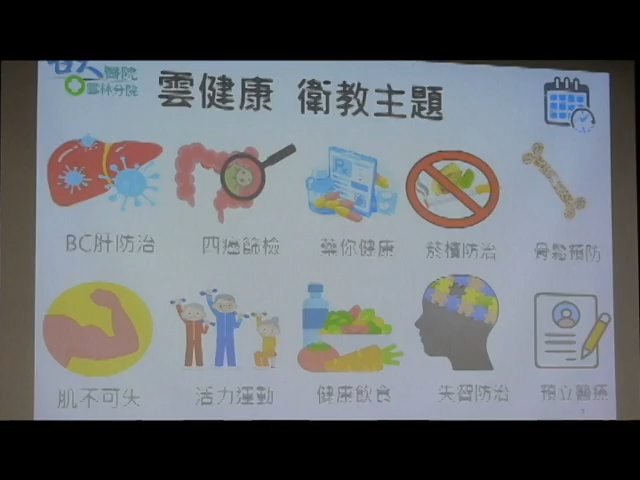 醫院
雲林分院
雲健康 衛教主題
BC肝防治
四癌篩檢
藥你健康
菸檳防治
骨鬆預防
肌不可失
活力運動
健康飲食
失智防治
預立醫療